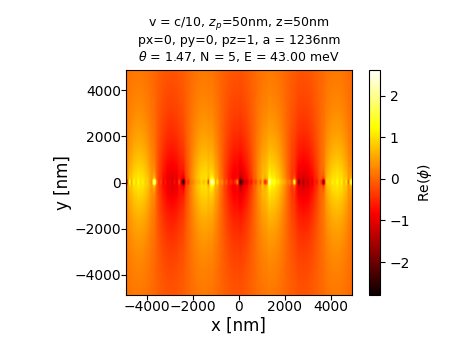 v = c/10, $z_p$=50nm, z=50nm
px=0, py=0, pz=1, a = 1236nm
θ = 1.47, N = 5, E = 43.00 meV
4000
2000
0
−2000
−4000
y [nm]
−4000 −2000 0 2000 4000
x [nm]
2
1
0
−1
−2
Re(ϕ)